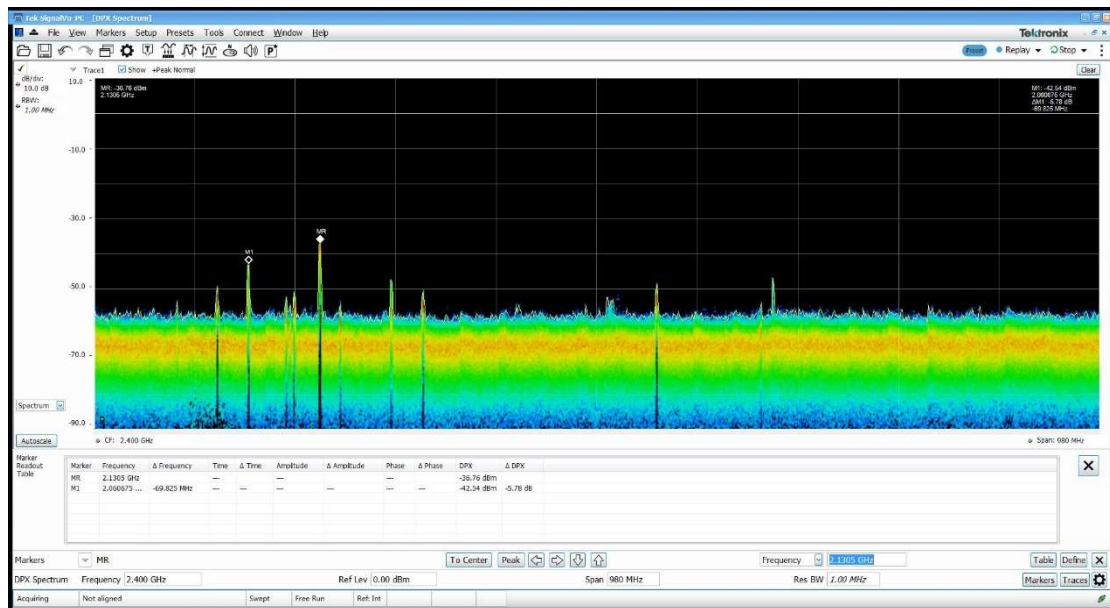 Tek SignalVu-PC [DPX Spectrum]
File View Markers Setup Presets Tools Connect Window Help
Tektronix
Preset Replay Stop
Trace1 Show +Peak Normal
Clear
dB/div:
10.0 dB
RBW:
1.00 MHz
10.0
MR: -36.76 dBm
2.1305 GHz
M1: -42.54 dBm
2.060675 GHz
ΔM1: -5.78 dB
-69.825 MHz
-10.0
-30.0
MR
M1
-50.0
-70.0
Spectrum
-90.0
Autoscale
CF: 2.400 GHz
Span: 980 MHz
Marker
Readout
Table
Marker Frequency Δ Frequency Time Δ Time Amplitude Δ Amplitude Phase Δ Phase DPX Δ DPX
MR 2.1305 GHz --- --- --- -36.76 dBm
M1 2.060675 ... -69.825 MHz --- --- --- --- --- --- -42.54 dBm -5.78 dB
Markers MR To Center Peak Frequency 2.1305 GHz Table Define X
DPX Spectrum Frequency 2.400 GHz Ref Lev 0.00 dBm Span 980 MHz Res BW 1.00 MHz Markers Traces
Acquiring Not aligned Swept Free Run Ref: Int